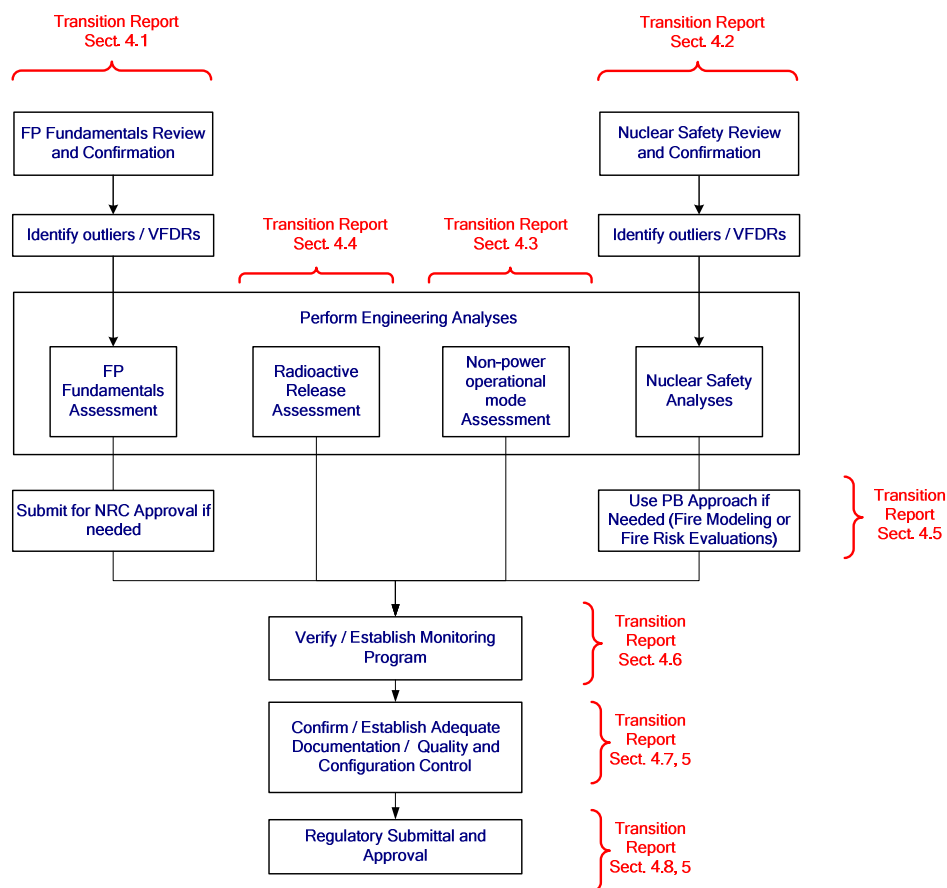 Transition Report
Sect. 4.1
Transition Report
Sect. 4.2
FP Fundamentals Review
and Confirmation
Nuclear Safety Review
and Confirmation
Identify outliers / VFDRs
Transition Report
Sect. 4.4
Transition Report
Sect. 4.3
Identify outliers / VFDRs
Perform Engineering Analyses
FP
Fundamentals
Assessment
Radioactive
Release
Assessment
Non-power
operational
mode
Assessment
Nuclear Safety
Analyses
Submit for NRC Approval if
needed
Use PB Approach if
Needed (Fire Modeling or
Fire Risk Evaluations)
Transition
Report
Sect. 4.5
Verify / Establish Monitoring
Program
Transition
Report
Sect. 4.6
Confirm / Establish Adequate
Documentation / Quality and
Configuration Control
Transition
Report
Sect. 4.7, 5
Regulatory Submittal and
Approval
Transition
Report
Sect. 4.8, 5